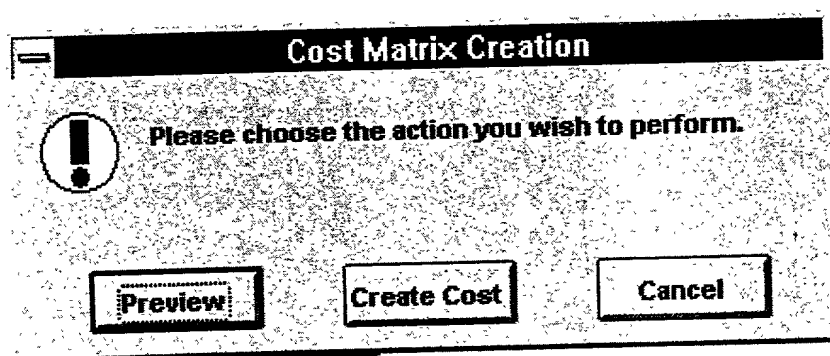 Cost Matrix Creation
Please choose the action you wish to perform.
Preview Create Cost Cancel